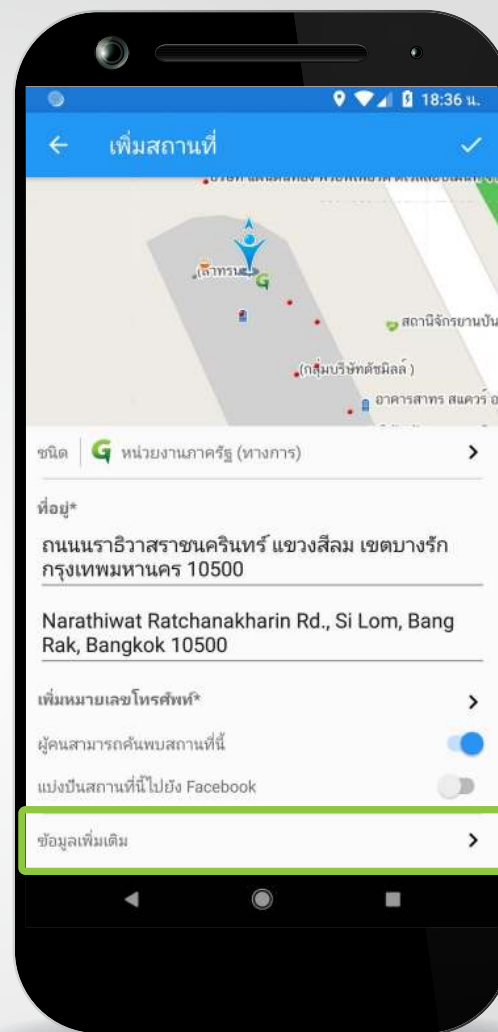 18:36 น.
เพิ่มสถานที่
สถานีจักรยานปัน
(กลุ่มบริษัทดัชมิลล์ )
อาคารสาทร สแควร์ อ
ชนิด
G หน่วยงานภาครัฐ (ทางการ)
ที่อยู่*
ถนนนราธิวาสราชนครินทร์ แขวงสีลม เขตบางรัก
กรุงเทพมหานคร 10500
Narathiwat Ratchanakharin Rd., Si Lom, Bang
Rak, Bangkok 10500
เพิ่มหมายเลขโทรศัพท์*
ผู้คนสามารถค้นพบสถานที่นี้
แบ่งปันสถานที่นี้ไปยัง Facebook
ข้อมูลเพิ่มเติม